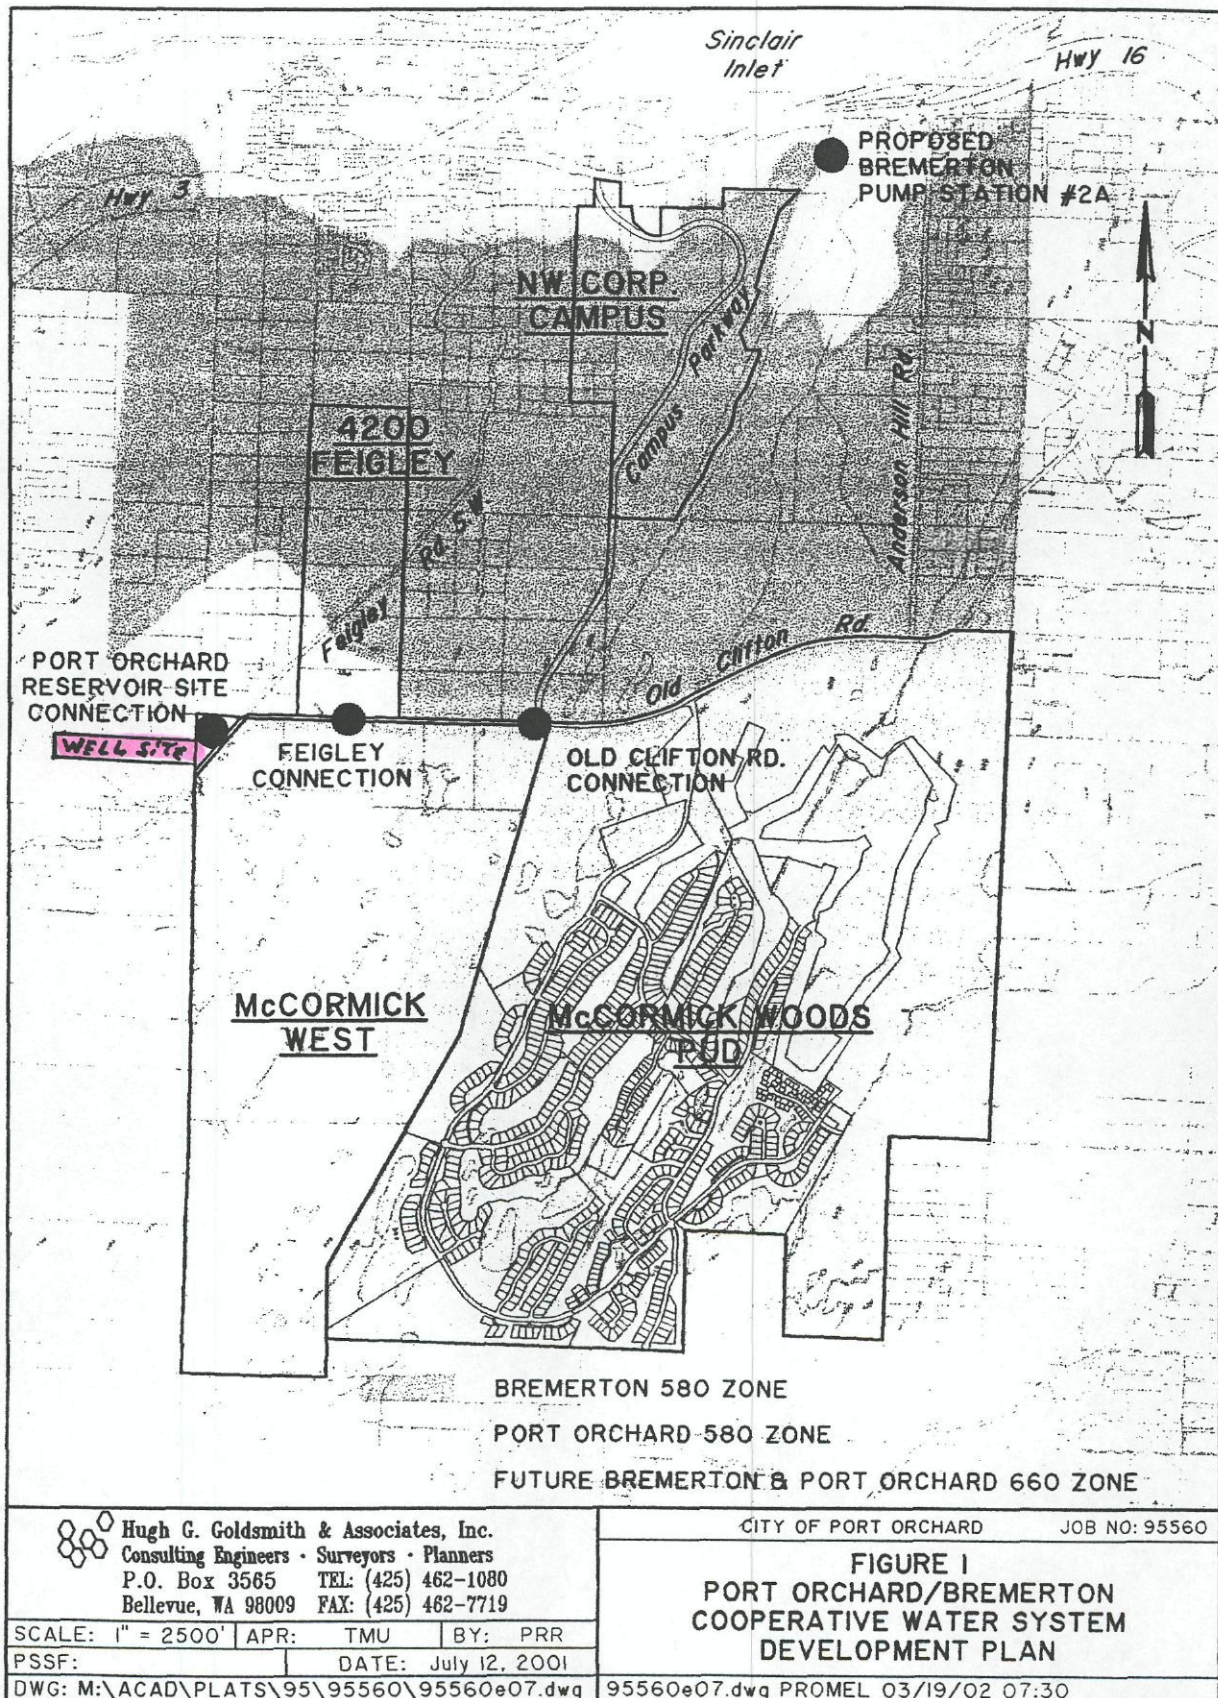 Sinclair
Inlet
Hwy 16
PROPOSED
BREMERTON
PUMP STATION #2A
Hwy 3
NW CORP.
CAMPUS
N
Campus Parkway
Anderson Hill Rd.
4200
FEIGLEY
Feigley Rd. S.W.
Old Clifton Rd.
PORT ORCHARD
RESERVOIR SITE
CONNECTION
WELL SITE
FEIGLEY
CONNECTION
OLD CLIFTON RD.
CONNECTION
McCORMICK
WEST
McCORMICK WOODS
PUD
BREMERTON 580 ZONE
PORT ORCHARD 580 ZONE
FUTURE BREMERTON & PORT ORCHARD 660 ZONE
Hugh G. Goldsmith & Associates, Inc.
Consulting Engineers · Surveyors · Planners
P.O. Box 3565 TEL: (425) 462-1080
Bellevue, WA 98009 FAX: (425) 462-7719
SCALE: 1" = 2500' APR: TMU BY: PRR
PSSF: DATE: July 12, 2001
DWG: M:\ACAD\PLATS\95\95560\95560e07.dwg
CITY OF PORT ORCHARD JOB NO: 95560
FIGURE 1
PORT ORCHARD/BREMERTON
COOPERATIVE WATER SYSTEM
DEVELOPMENT PLAN
95560e07.dwg PROMEL 03/19/02 07:30